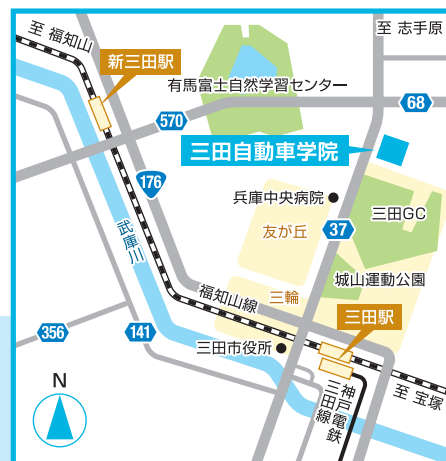 至 福知山
至 志手原
新三田駅
有馬富士自然学習センター
68
570
三田自動車学院
176
兵庫中央病院
三田GC
友が丘
37
武庫川
城山運動公園
福知山線
三輪
三田駅
356
141
三田市役所
N
神戸電鉄
三田線
至 宝塚